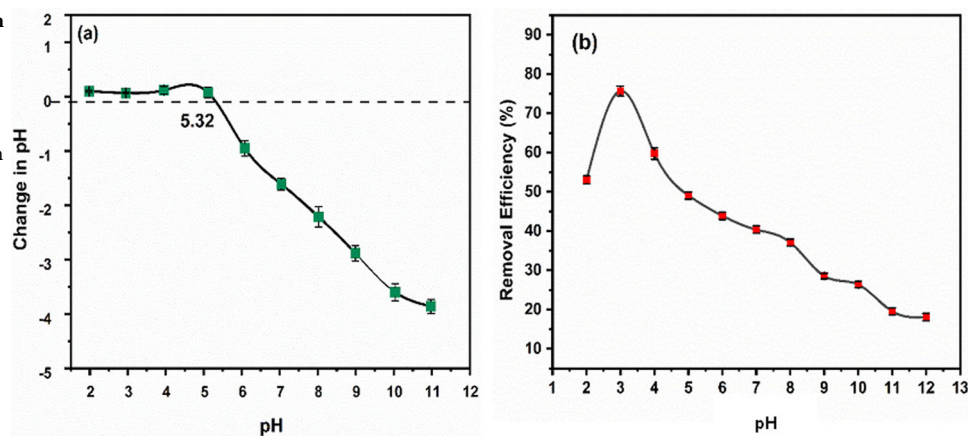 n
n
(a)
Change in pH
2
1
0
-1
-2
-3
-4
-5
5.32
2 3 4 5 6 7 8 9 10 11 12
pH
(b)
Removal Efficiency (%)
90
80
70
60
50
40
30
20
10
1 2 3 4 5 6 7 8 9 10 11 12 13
pH